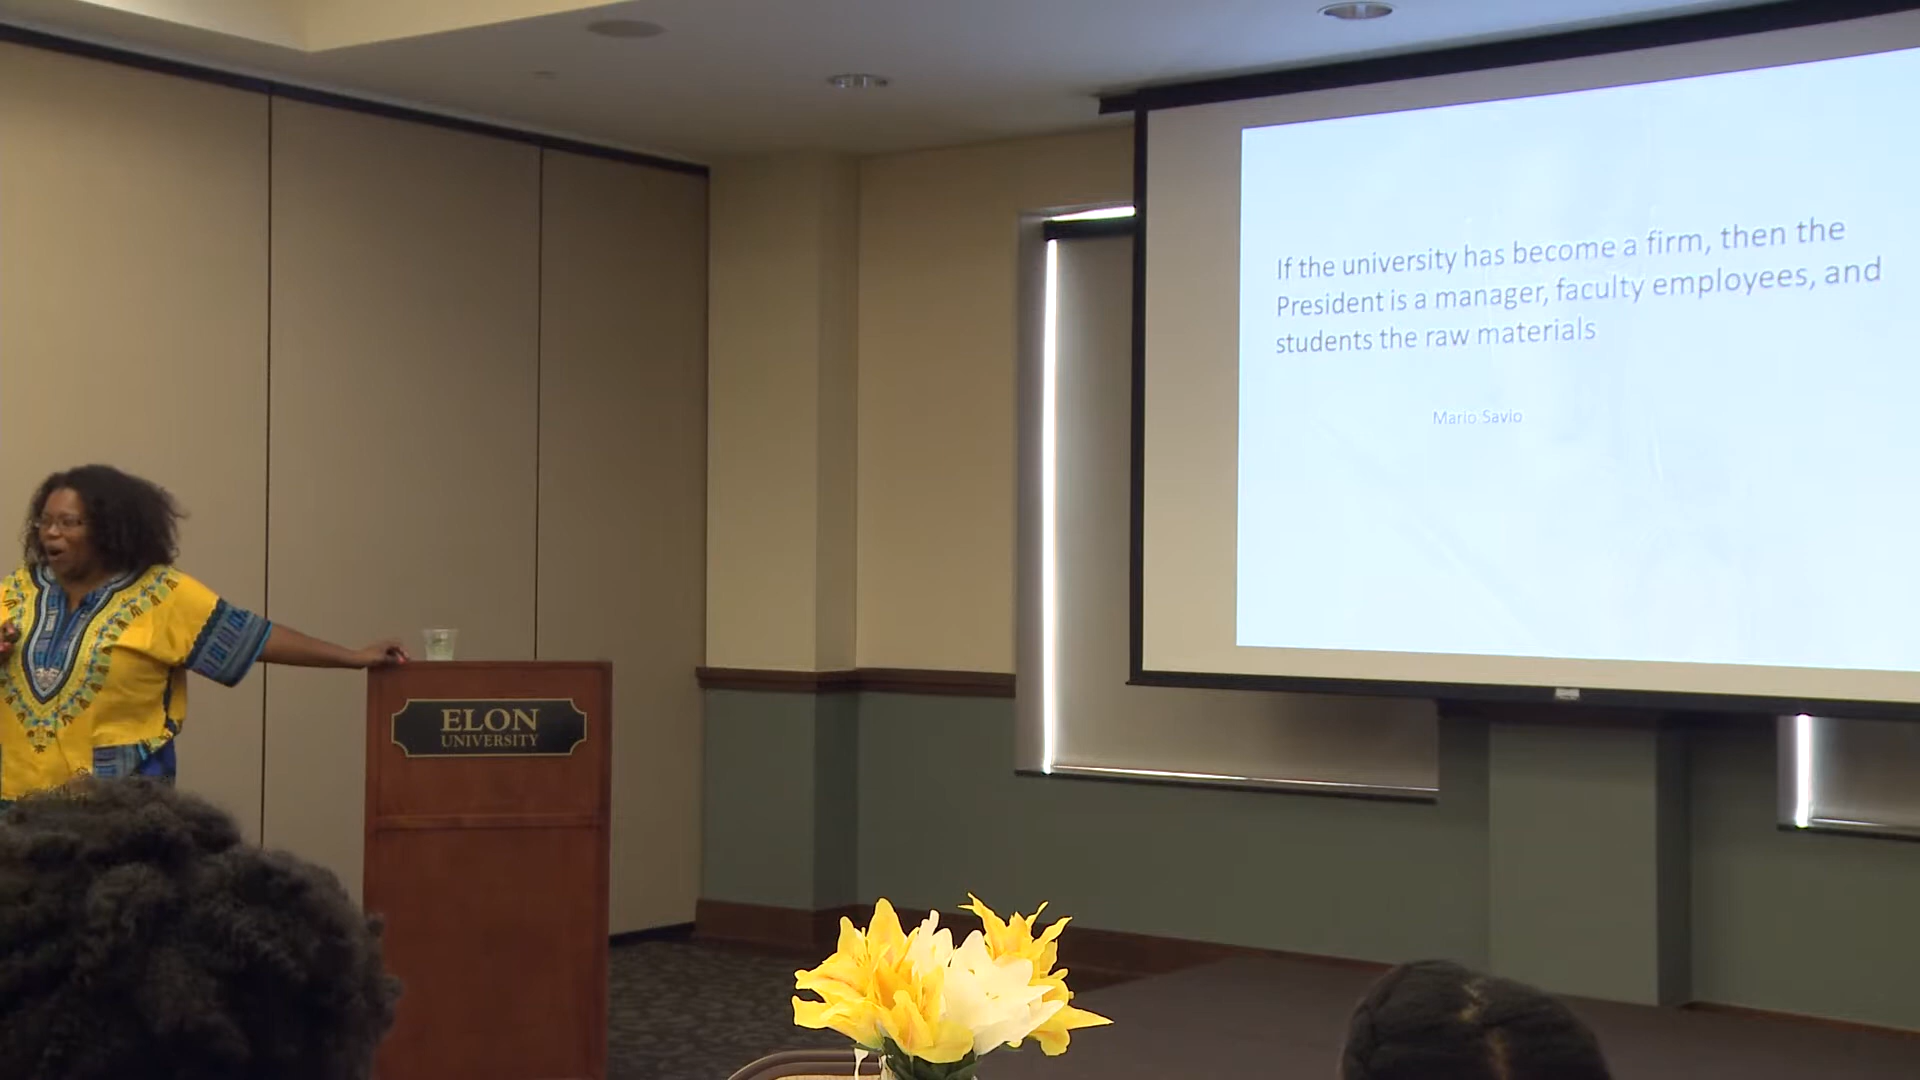 If the university has become a firm, then the
President is a manager, faculty employees, and
students the raw materials
Mario Savio
ELON
UNIVERSITY